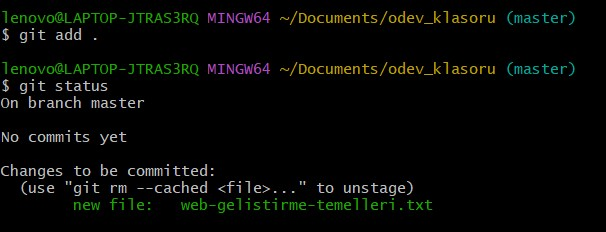 lenovo@LAPTOP-JTRAS3RQ MINGW64 ~/Documents/odev_klasoru (master)
$ git add .
lenovo@LAPTOP-JTRAS3RQ MINGW64 ~/Documents/odev_klasoru (master)
$ git status
On branch master
No commits yet
Changes to be committed:
  (use "git rm --cached <file>..." to unstage)
        new file:   web-gelistirme-temelleri.txt